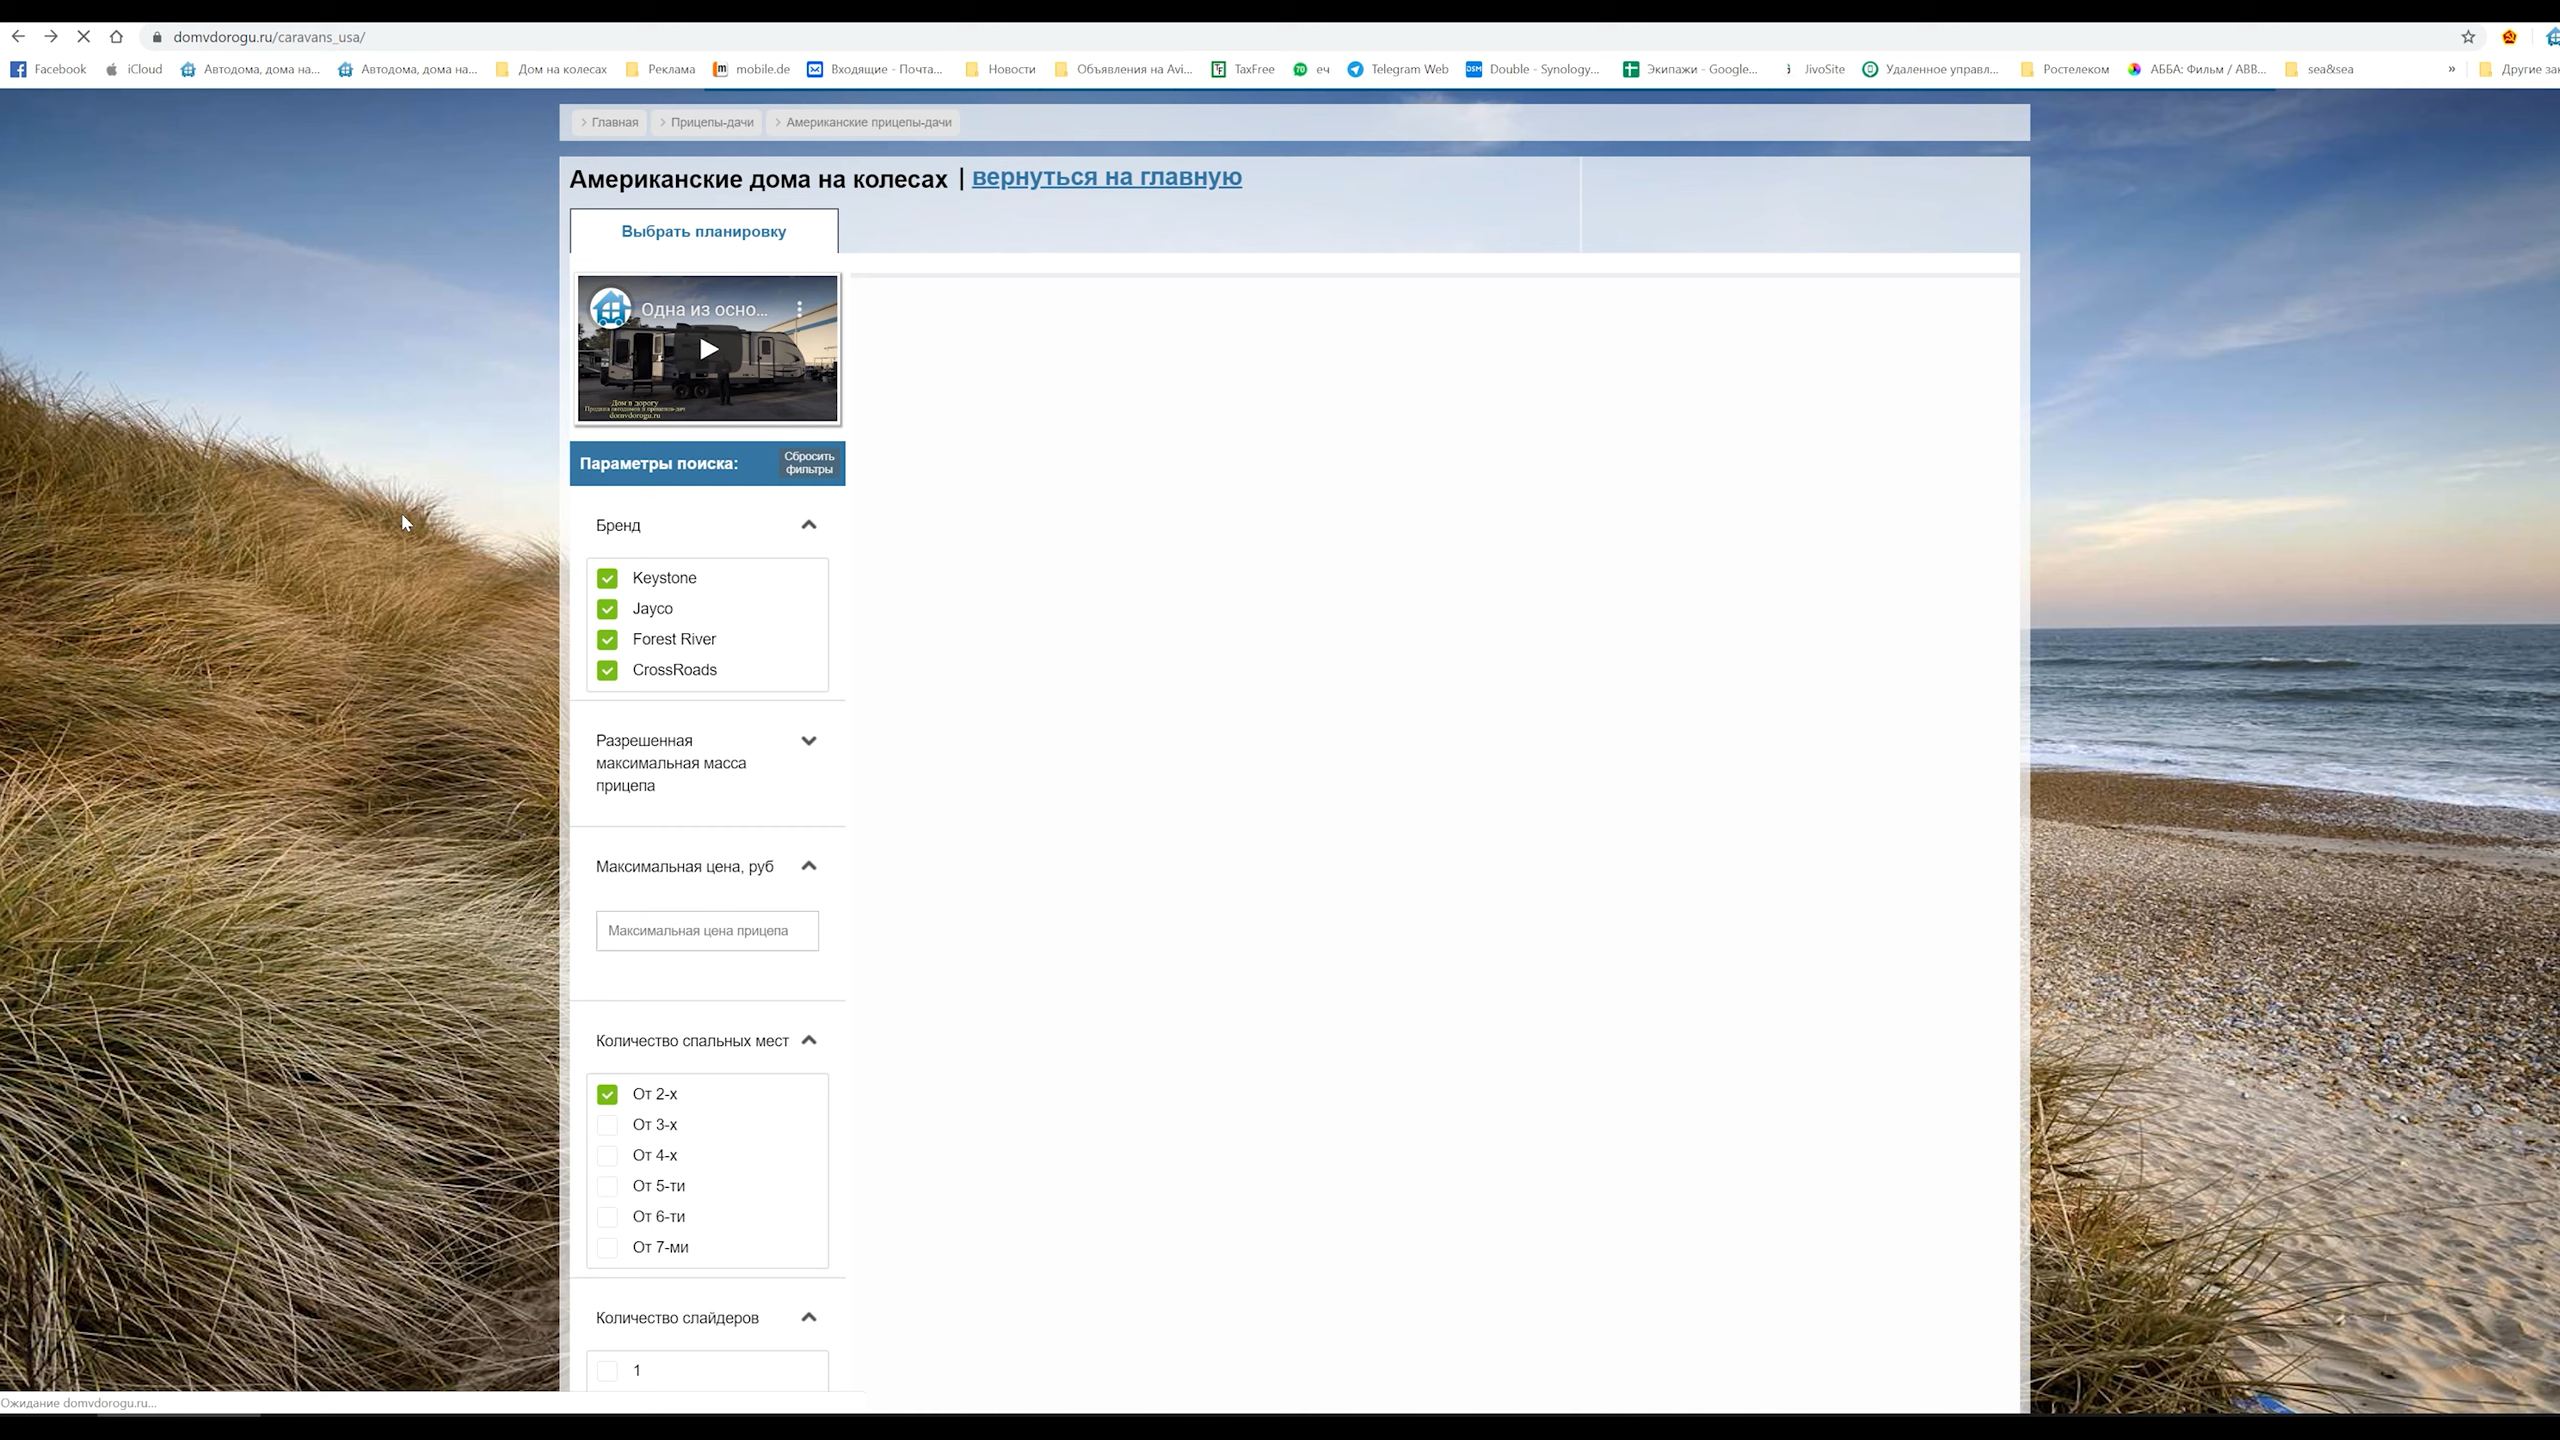 domvdorogu.ru/caravans_usa/
Facebook
iCloud
Автодома, дома на...
Автодома, дома на...
Дом на колесах
Реклама
mobile.de
Входящие - Почта...
Новости
Объявления на Avi...
TaxFree
70 еч
Telegram Web
DSM Double - Synology...
Экипажи - Google...
JivoSite
Удаленное управл...
Ростелеком
АББА: Фильм / ABB...
sea&sea
»
Другие зак
> Главная
> Прицепы-дачи
> Американские прицепы-дачи
Американские дома на колесах | вернуться на главную
Выбрать планировку
Одна из осно...
Дом в дорогу
domvdorogu.ru
Параметры поиска:
Сбросить
фильтры
Бренд
Keystone
Jayco
Forest River
CrossRoads
Разрешенная
максимальная масса
прицепа
Максимальная цена, руб
Максимальная цена прицепа
Количество спальных мест
От 2-х
От 3-х
От 4-х
От 5-ти
От 6-ти
От 7-ми
Количество слайдеров
1
Ожидание domvdorogu.ru...